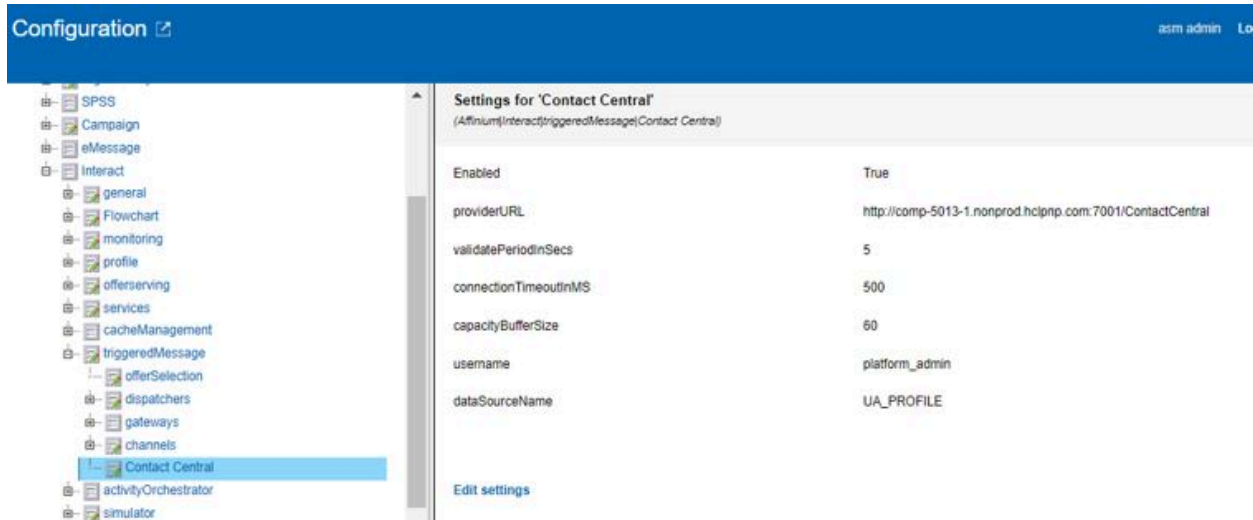 Configuration
asm admin
SPSS
Campaign
eMessage
Interact
general
Flowchart
monitoring
profile
offerserving
services
cacheManagement
triggeredMessage
offerSelection
dispatchers
gateways
channels
Contact Central
activityOrchestrator
simulator
Settings for 'Contact Central'
(Affinium|Interact|triggeredMessage|Contact Central)
Enabled True
providerURL http://comp-5013-1.nonprod.hclpnp.com:7001/ContactCentral
validatePeriodInSecs 5
connectionTimeoutInMS 500
capacityBufferSize 60
username platform_admin
dataSourceName UA_PROFILE
Edit settings